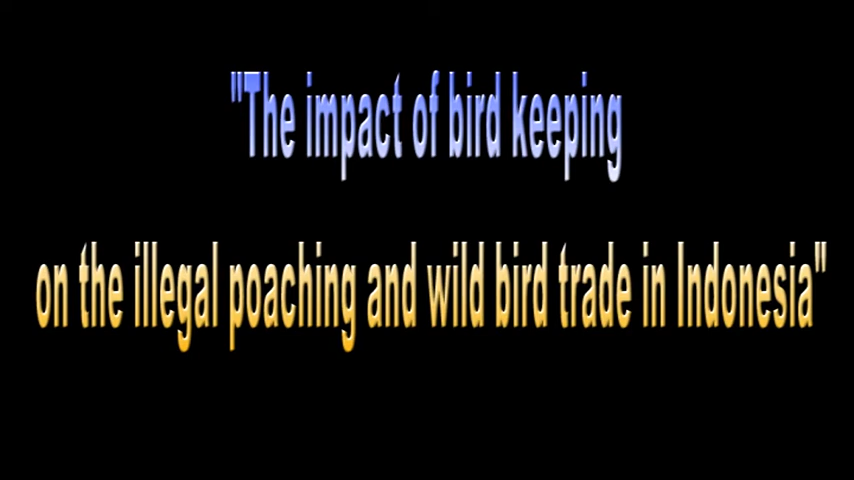 "The impact of bird keeping
on the illegal poaching and wild bird trade in Indonesia"